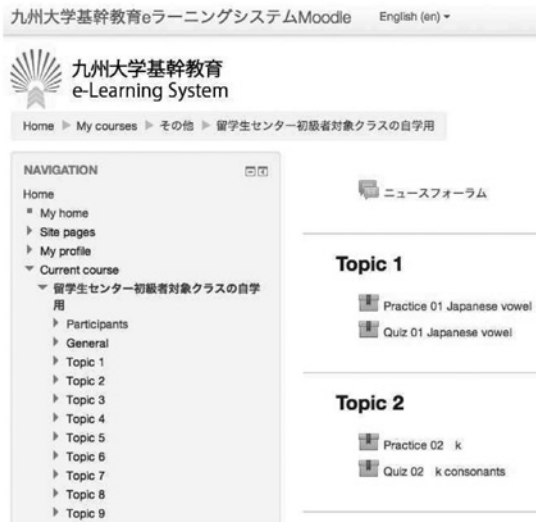 九州大学基幹教育eラーニングシステムMoodle English (en)
九州大学基幹教育
e-Learning System
Home My courses その他 留学生センター初級者対象クラスの自学用
NAVIGATION
Home
My home
Site pages
My profile
Current course
留学生センター初級者対象クラスの自学
用
Participants
General
Topic 1
Topic 2
Topic 3
Topic 4
Topic 5
Topic 6
Topic 7
Topic 8
Topic 9
ニュースフォーラム
Topic 1
Practice 01 Japanese vowel
Quiz 01 Japanese vowel
Topic 2
Practice 02 k
Quiz 02 k consonants